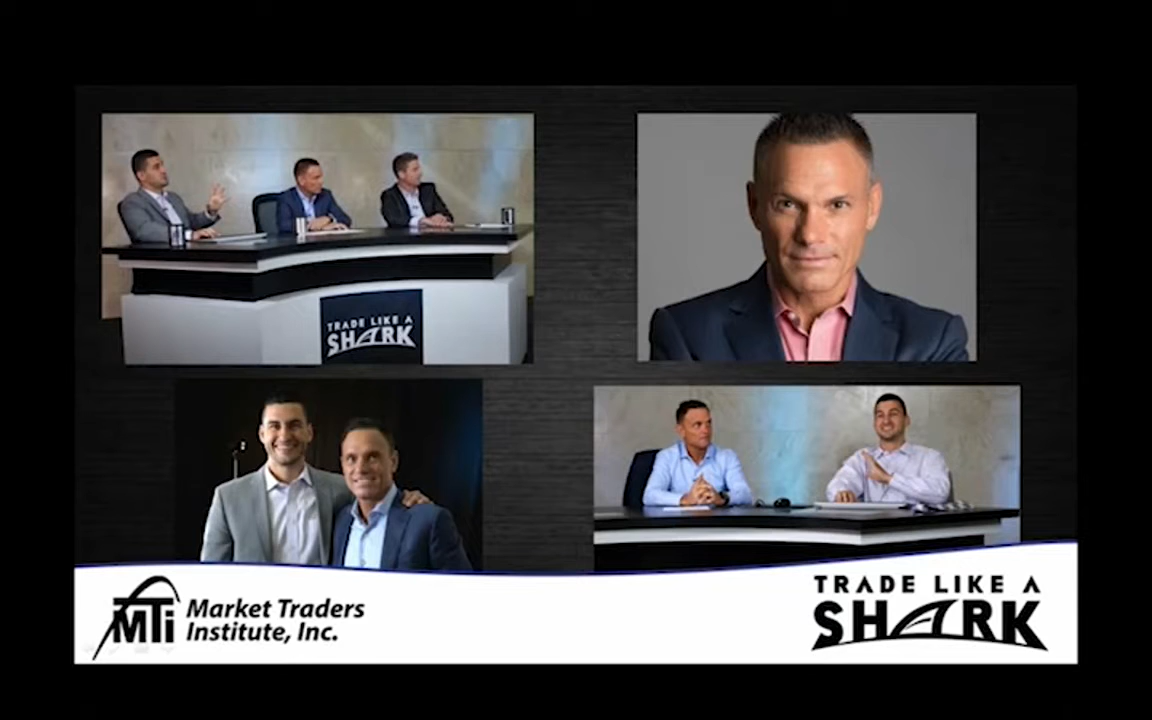 TRADE LIKE A
SHARK
MTi
Market Traders
Institute, Inc.
TRADE LIKE A
SHARK